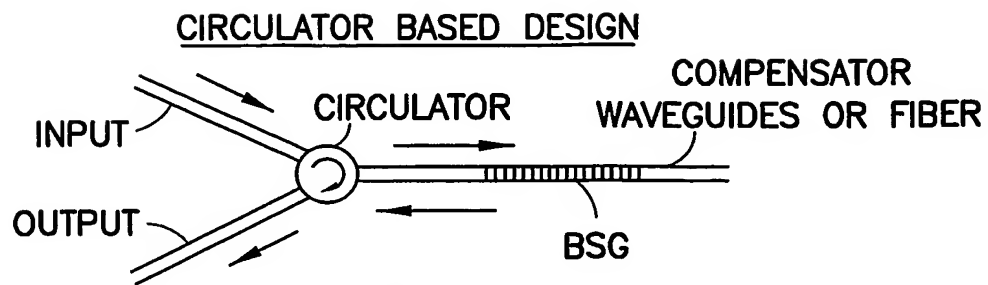 CIRCULATOR BASED DESIGN
COMPENSATOR
WAVEGUIDES OR FIBER
CIRCULATOR
INPUT
OUTPUT
BSG